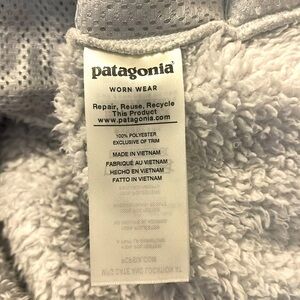 patagonia®
WORN WEAR
Repair, Reuse, Recycle
This Product
www.patagonia.com
100% POLYESTER
EXCLUSIVE OF TRIM
MADE IN VIETNAM
FABRIQUÉ AU VIETNAM
HECHO EN VIETNAM
FATTO IN VIETNAM